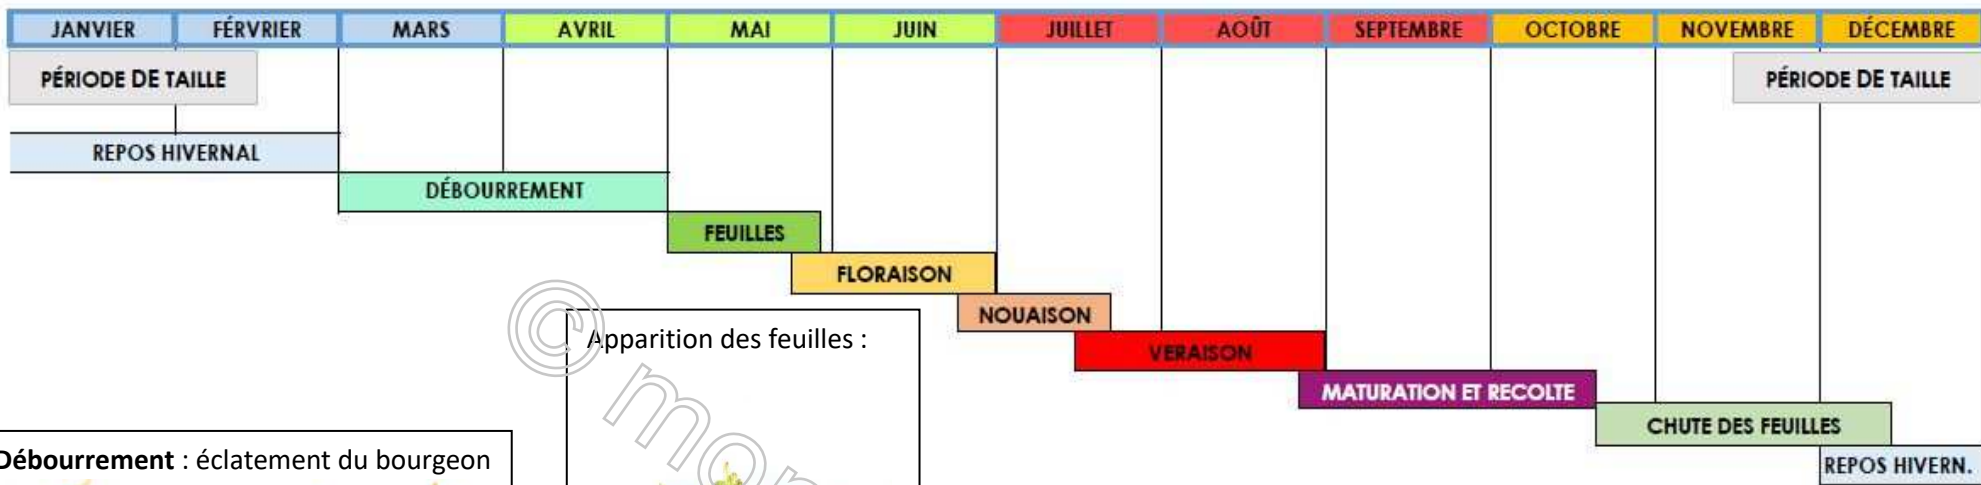 JANVIER FÉRVRIER MARS AVRIL MAI JUIN JUILLET AOÛT SEPTEMBRE OCTOBRE NOVEMBRE DÉCEMBRE
PÉRIODE DE TAILLE PÉRIODE DE TAILLE
REPOS HIVERNAL
DÉBOURREMENT
FEUILLES
FLORAISON
NOUAISON
Apparition des feuilles :
VERAISON
MATURATION ET RECOLTE
CHUTE DES FEUILLES
Débourrement : éclatement du bourgeon
REPOS HIVERN.